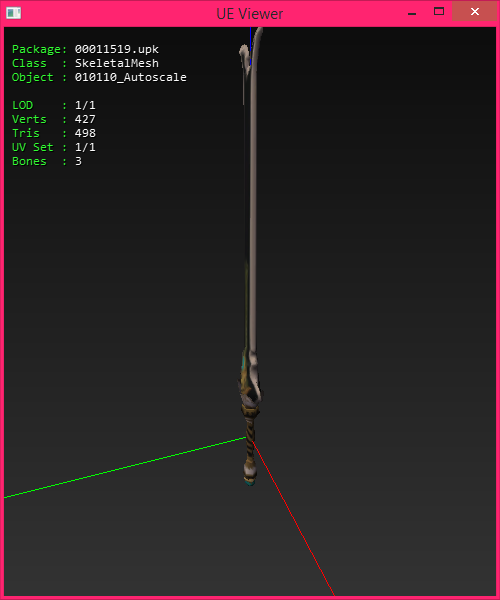 UE Viewer
Package: 00011519.upk
Class : SkeletalMesh
Object : 010110_Autoscale
LOD : 1/1
Verts : 427
Tris : 498
UV Set : 1/1
Bones : 3